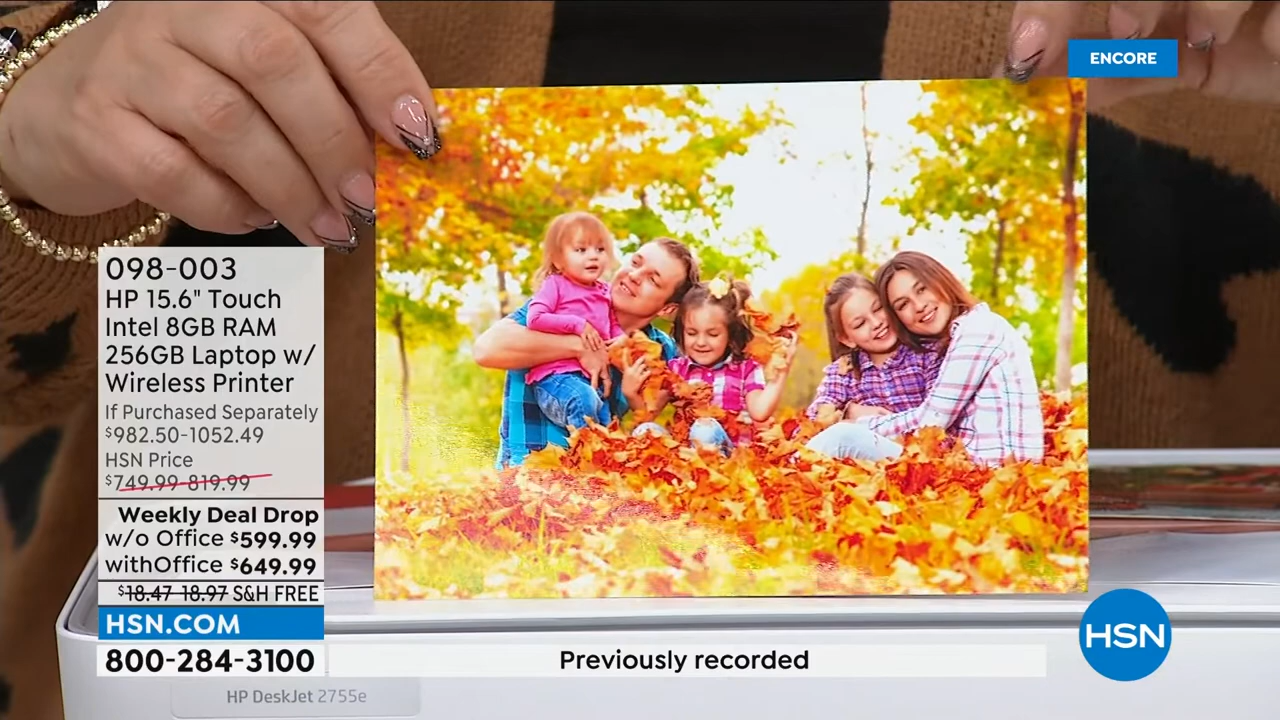 ENCORE
098-003
HP 15.6" Touch
Intel 8GB RAM
256GB Laptop w/
Wireless Printer
If Purchased Separately
$982.50-1052.49
HSN Price
$749.99-819.99
Weekly Deal Drop
w/o Office $599.99
withOffice $649.99
$18.47-18.97 S&H FREE
HSN.COM
800-284-3100
Previously recorded
HSN
HP DeskJet 2755e